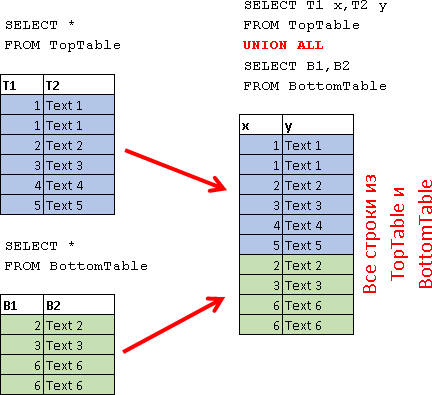 SELECT *
FROM TopTable
T1 T2
1 Text 1
1 Text 1
2 Text 2
3 Text 3
4 Text 4
5 Text 5
SELECT *
FROM BottomTable
B1 B2
2 Text 2
3 Text 3
6 Text 6
6 Text 6
SELECT T1 x,T2 y
FROM TopTable
UNION ALL
SELECT B1,B2
FROM BottomTable
x y
1 Text 1
1 Text 1
2 Text 2
3 Text 3
4 Text 4
5 Text 5
2 Text 2
3 Text 3
6 Text 6
6 Text 6
Все строки из
TopTable и
BottomTable